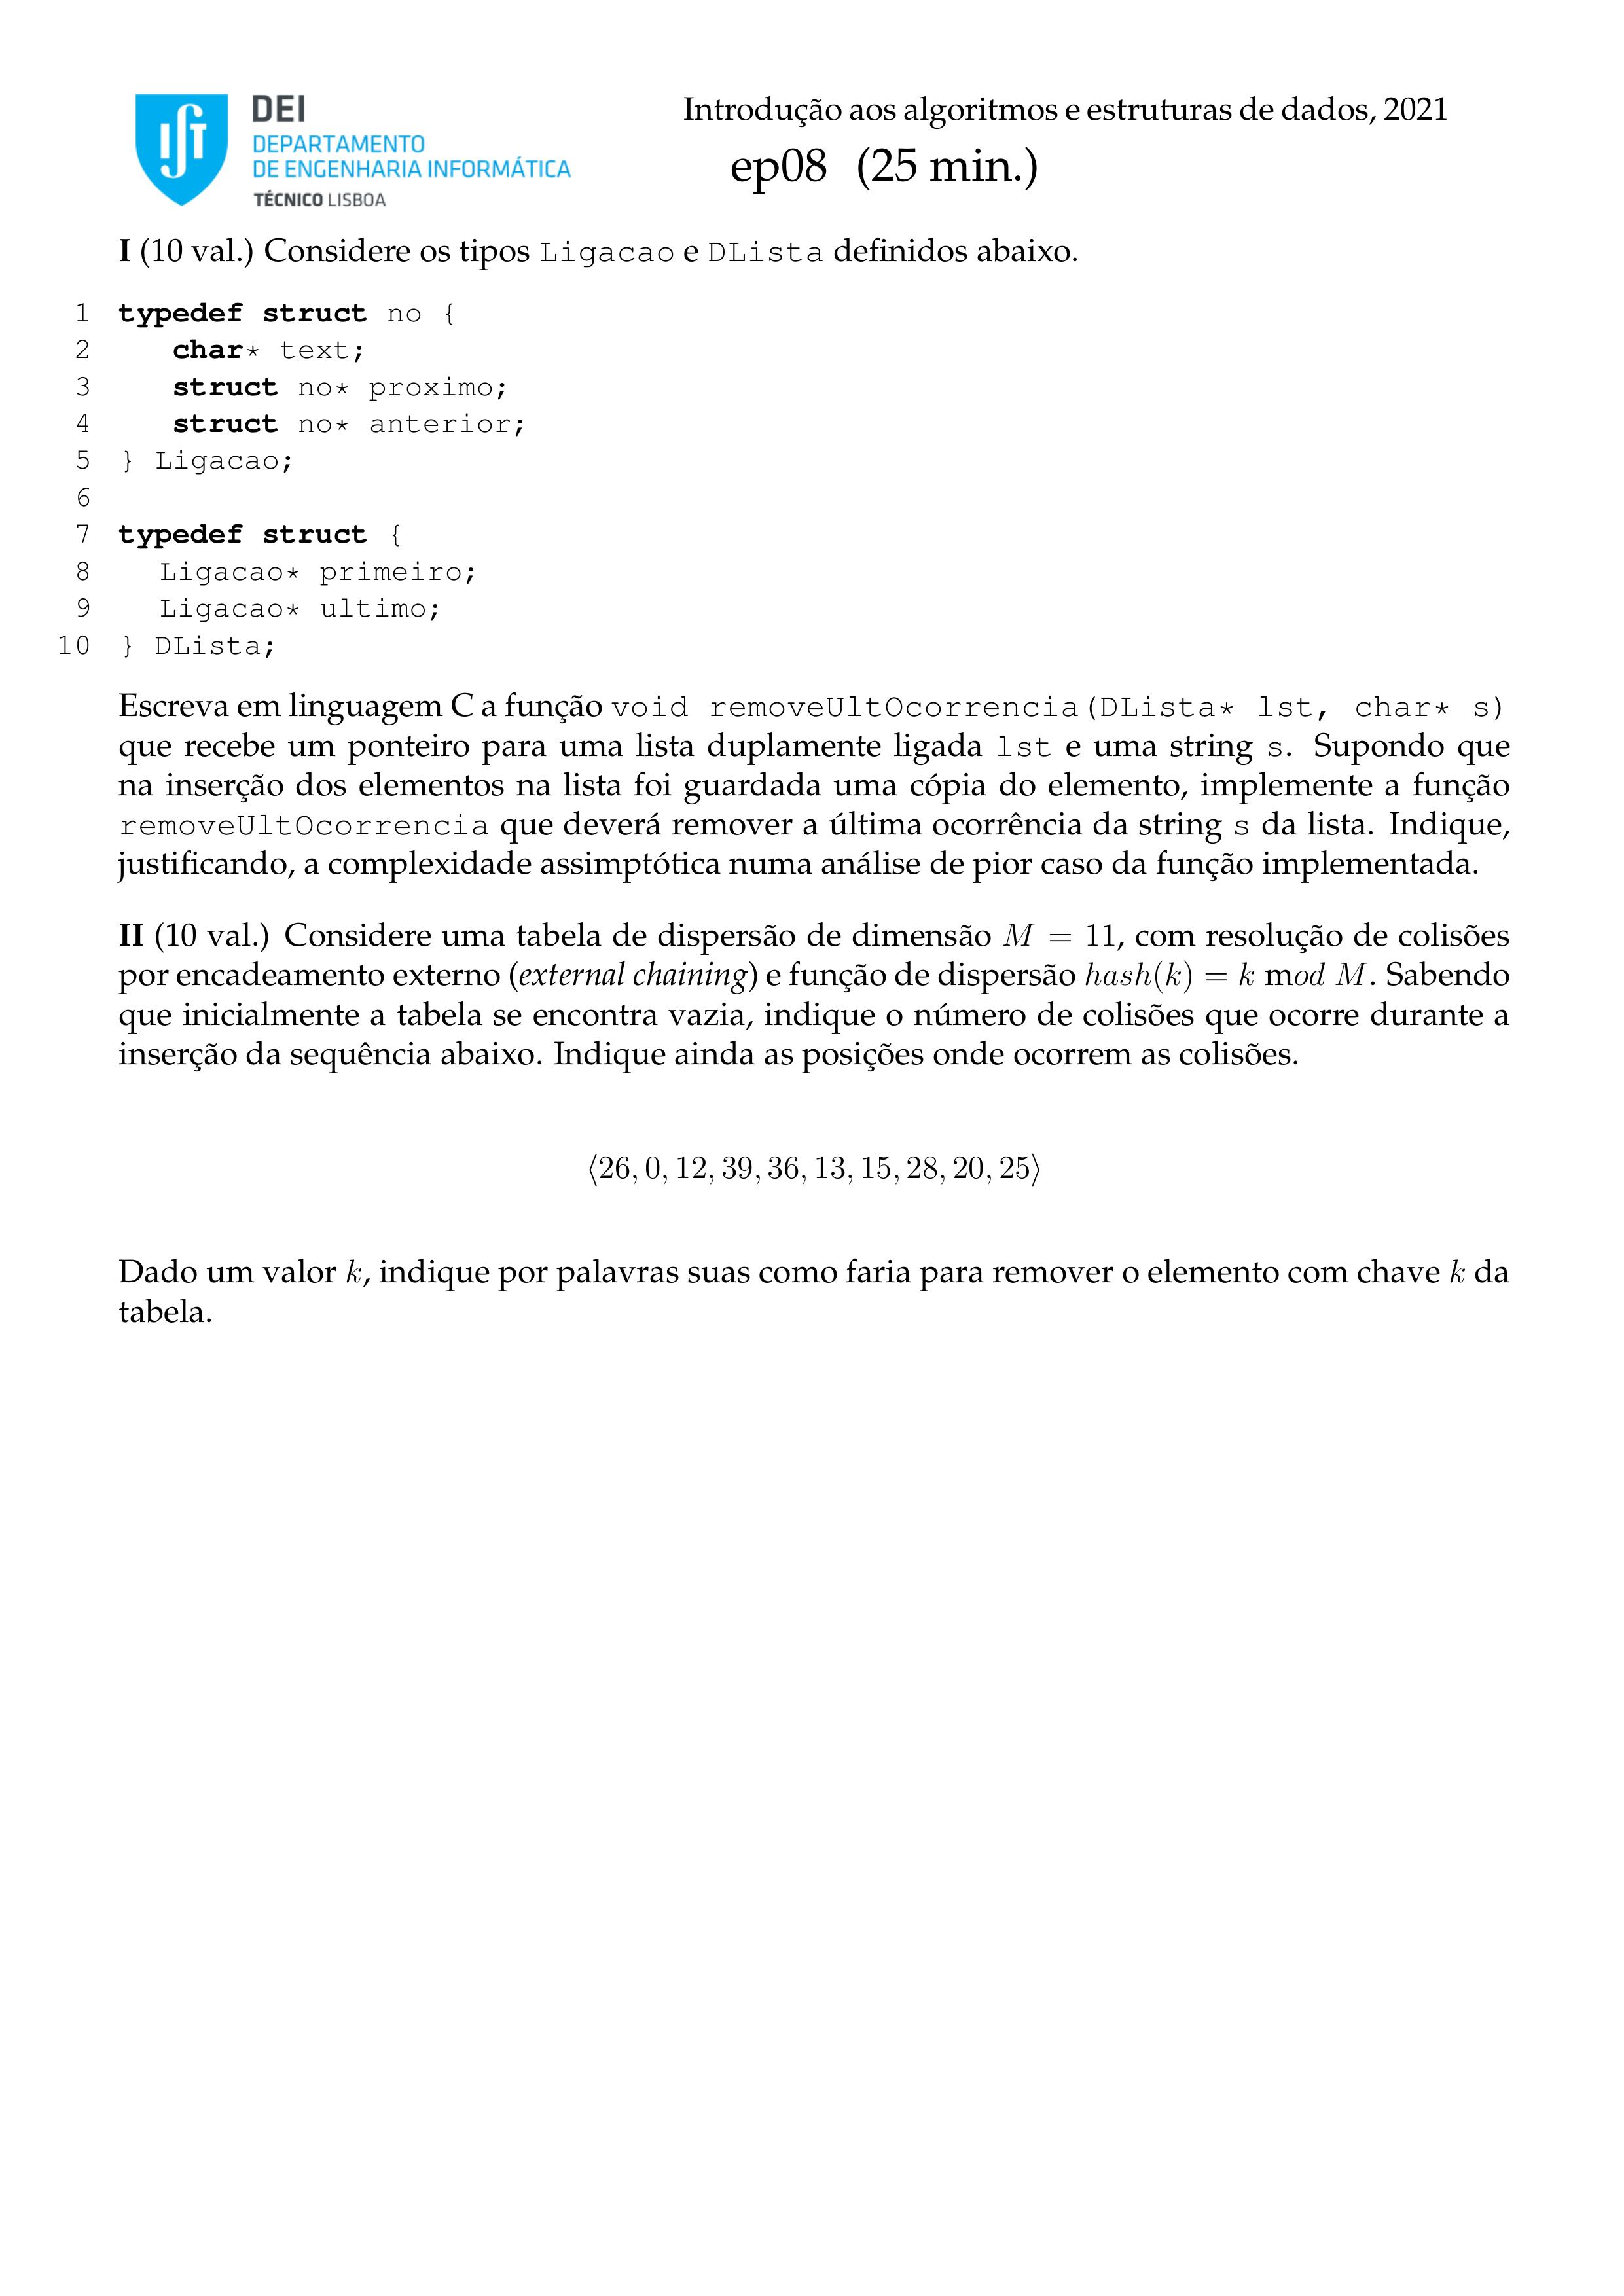 DEI
DEPARTAMENTO
DE ENGENHARIA INFORMÁTICA
TÉCNICO LISBOA
Introdução aos algoritmos e estruturas de dados, 2021
ep08 (25 min.)
I (10 val.) Considere os tipos Ligacao e DLista definidos abaixo.
1 typedef struct no {
2 char* text;
3 struct no* proximo;
4 struct no* anterior;
5 } Ligacao;
6
7 typedef struct {
8 Ligacao* primeiro;
9 Ligacao* ultimo;
10 } DLista;
Escreva em linguagem C a função void removeUltOcorrencia(DLista* lst, char* s)
que recebe um ponteiro para uma lista duplamente ligada lst e uma string s. Supondo que
na inserção dos elementos na lista foi guardada uma cópia do elemento, implemente a função
removeUltOcorrencia que deverá remover a última ocorrência da string s da lista. Indique,
justificando, a complexidade assimptótica numa análise de pior caso da função implementada.
II (10 val.) Considere uma tabela de dispersão de dimensão M = 11, com resolução de colisões
por encadeamento externo (external chaining) e função de dispersão hash(k) = k mod M. Sabendo
que inicialmente a tabela se encontra vazia, indique o número de colisões que ocorre durante a
inserção da sequência abaixo. Indique ainda as posições onde ocorrem as colisões.
⟨26, 0, 12, 39, 36, 13, 15, 28, 20, 25⟩
Dado um valor k, indique por palavras suas como faria para remover o elemento com chave k da
tabela.